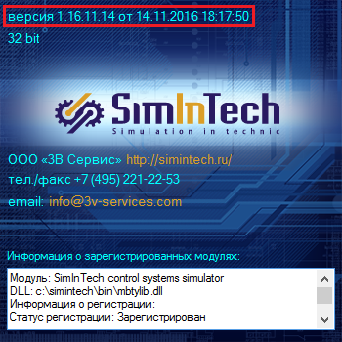 версия 1.16.11.14 от 14.11.2016 18:17:50
32 bit
SimInTech
Simulation in technic
ООО «3В Сервис» http://simintech.ru/
тел./факс +7 (495) 221-22-53
email: info@3v-services.com
Информация о зарегистрированных модулях:
Модуль: SimInTech control systems simulator
DLL: c:\simintech\bin\mbtylib.dll
Информация о регистрации:
Статус регистрации: Зарегистрирован